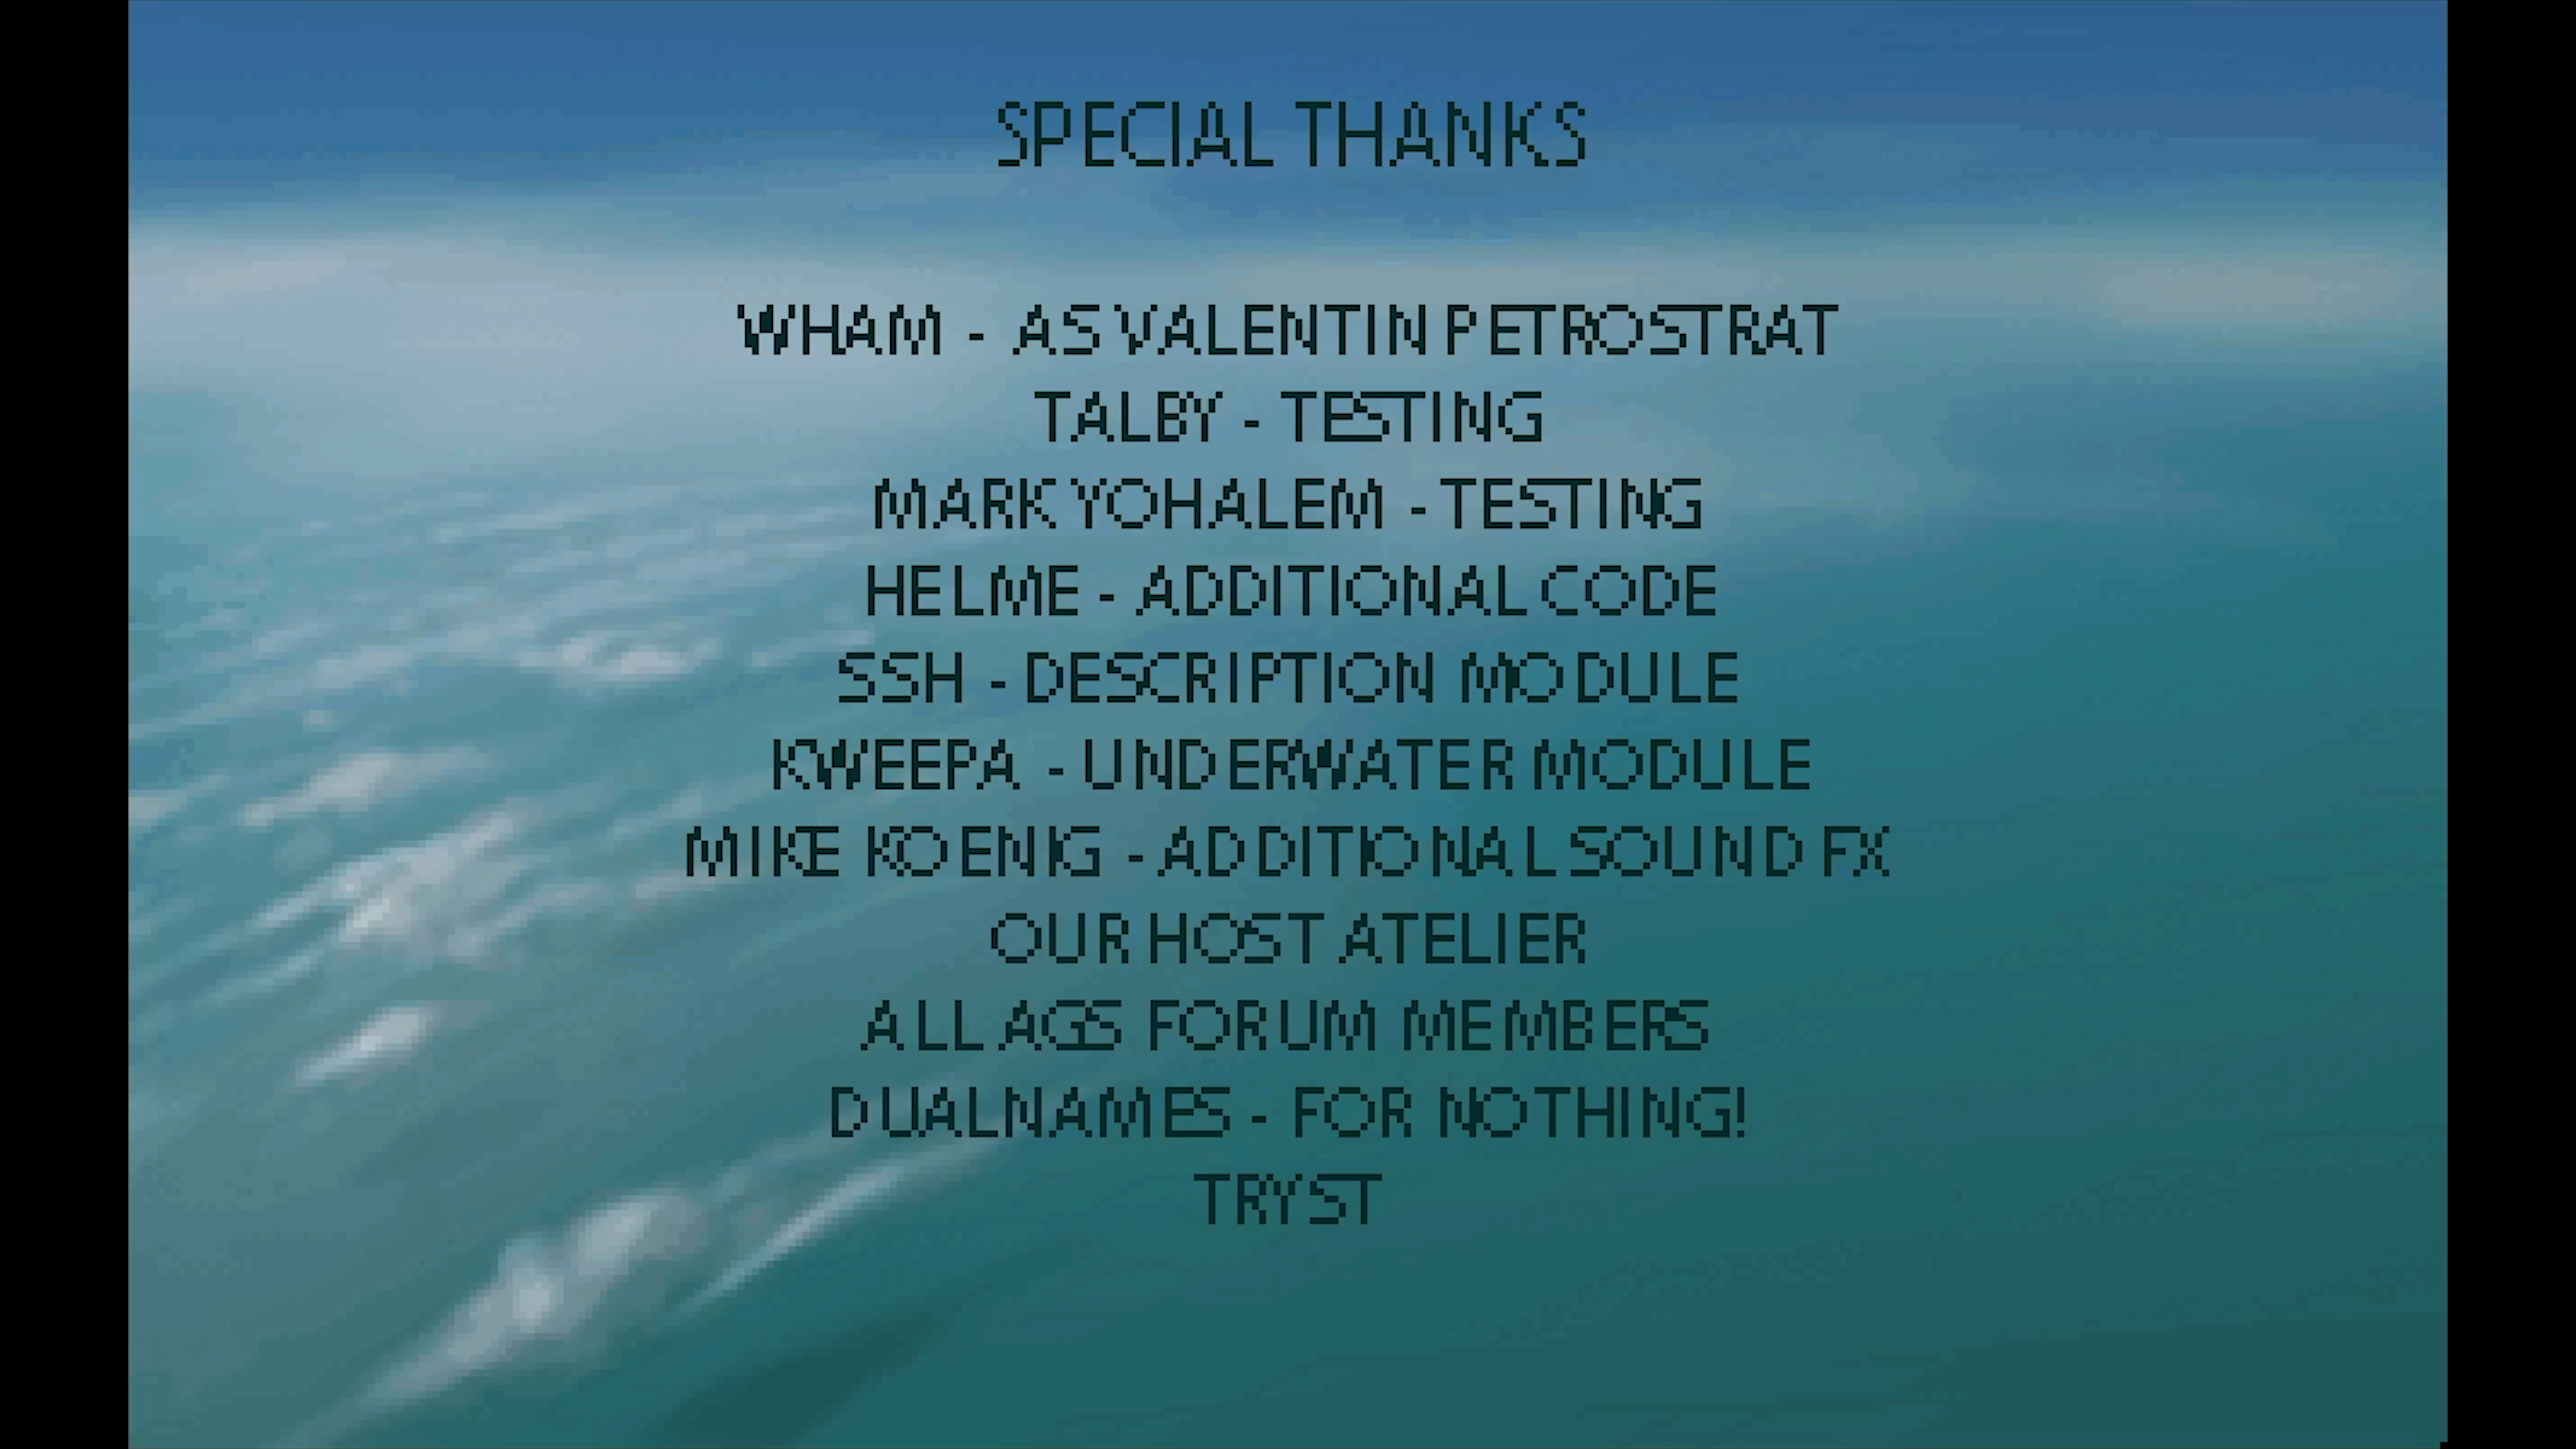 SPECIAL THANKS
WHAM - AS VALENTIN PETROSTRAT
TALBY - TESTING
MARK YOHALEM - TESTING
HELME - ADDITIONAL CODE
SSH - DESCRIPTION MODULE
KWEEPA - UNDERWATER MODULE
MIKE KOENIG - ADDITIONAL SOUND FX
OUR HOST ATELIER
ALL AGS FORUM MEMBERS
DUALNAMES - FOR NOTHING!
TRYST